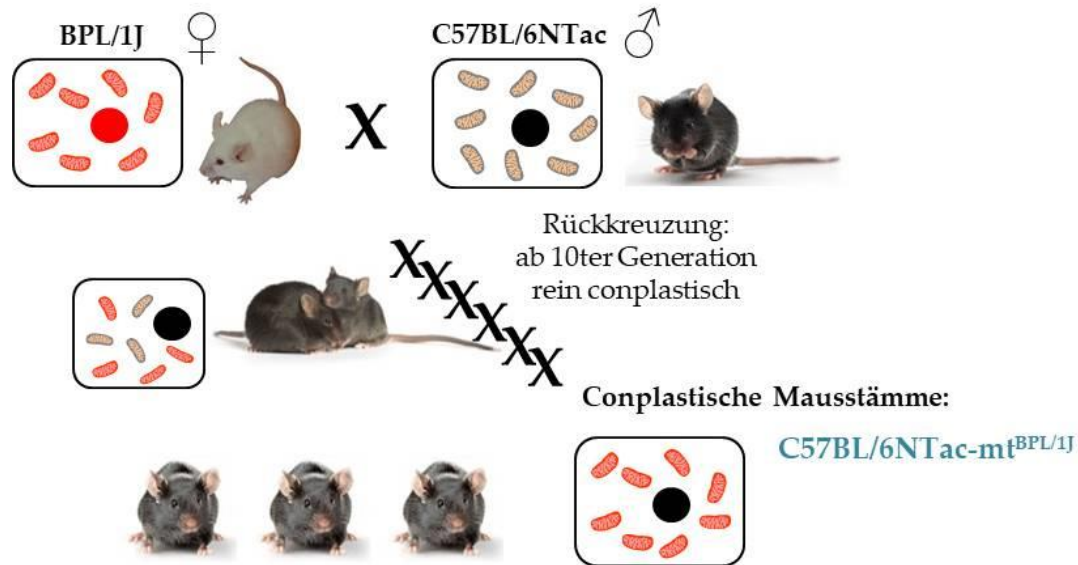 BPL/1J ♀
C57BL/6NTac ♂
X
Rückkreuzung:
ab 10ter Generation
rein conplastisch
X
X
X
X
X
X
Conplastische Mausstämme:
C57BL/6NTac-mtBPL/1J